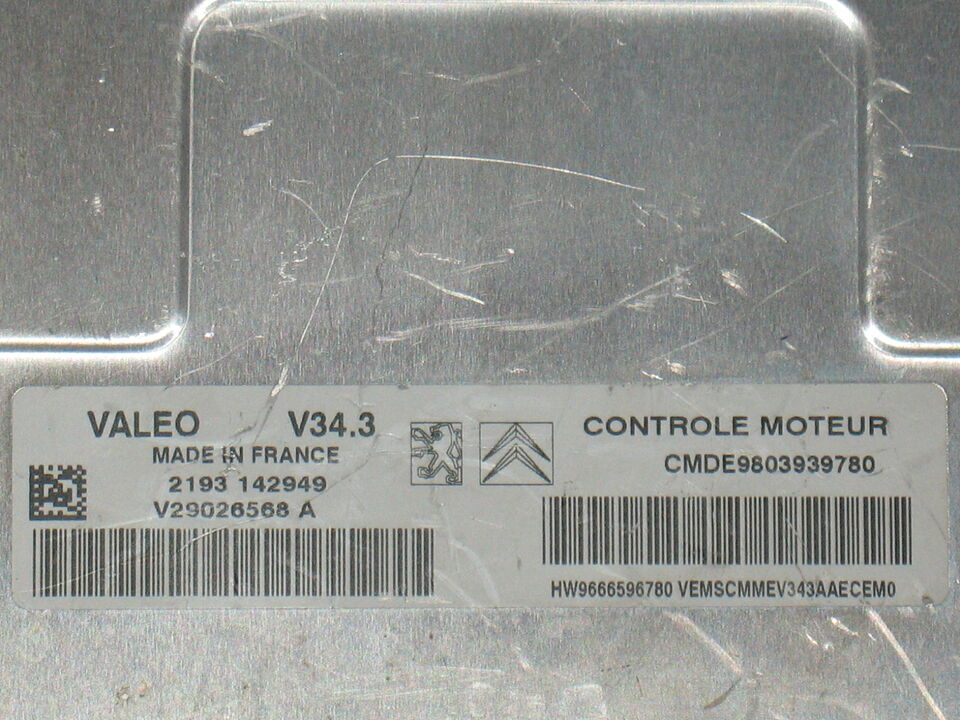 VALEO V34.3
MADE IN FRANCE
2193 142949
V29026568 A
CONTROLE MOTEUR
CMDE9803939780
HW9666596780 VEMSCMMEV343AAECEM0